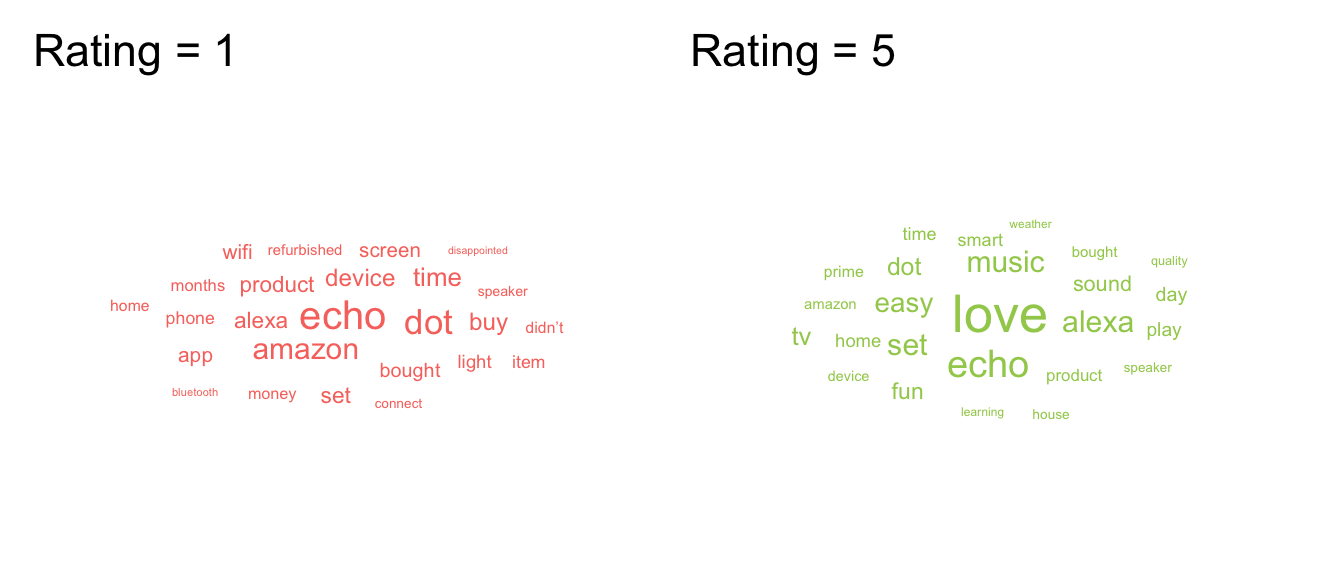 Rating = 1
wifi refurbished screen disappointed
months product device time speaker
home phone alexa echo dot buy didn't
app amazon bought light item
bluetooth money set connect
Rating = 5
weather
time smart
prime dot music bought quality
amazon easy love sound day
tv home set alexa play
device echo product speaker
fun
learning house